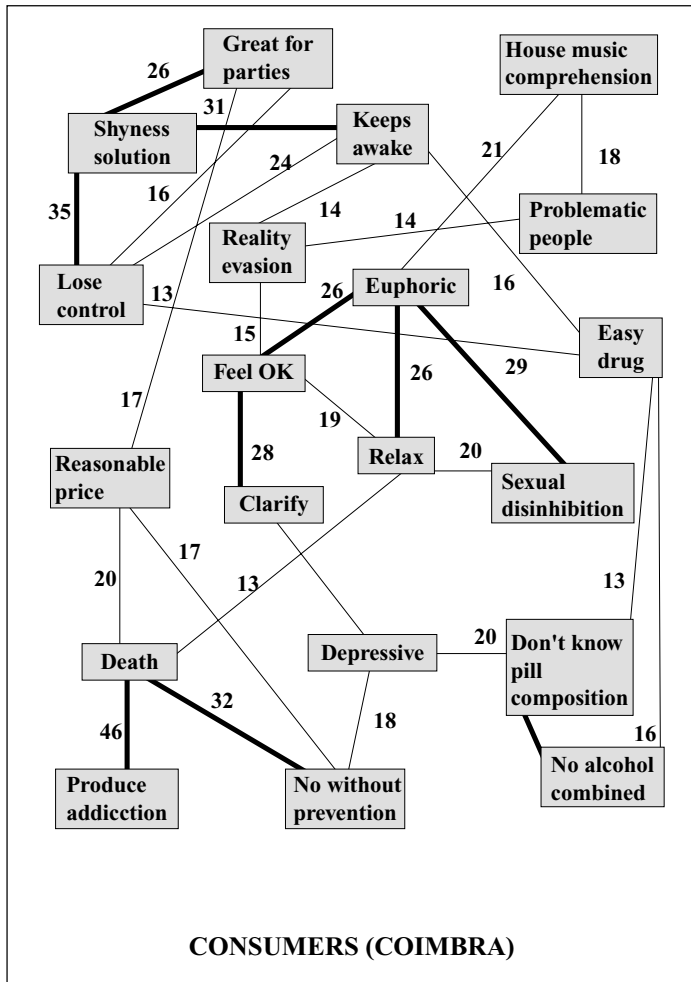 Great for
parties
House music
comprehension
26
31
Shyness
solution
Keeps
awake
21
16
24
18
35
14
14
Problematic
people
Reality
evasion
Lose
control
13
26
Euphoric
16
Easy
drug
15
Feel OK
26
29
17
19
Reasonable
price
28
Relax
20
Sexual
disinhibition
Clarify
17
20
13
13
Death
Depressive
20
Don't know
pill
composition
32
46
18
16
Produce
addicction
No without
prevention
No alcohol
combined
CONSUMERS (COIMBRA)